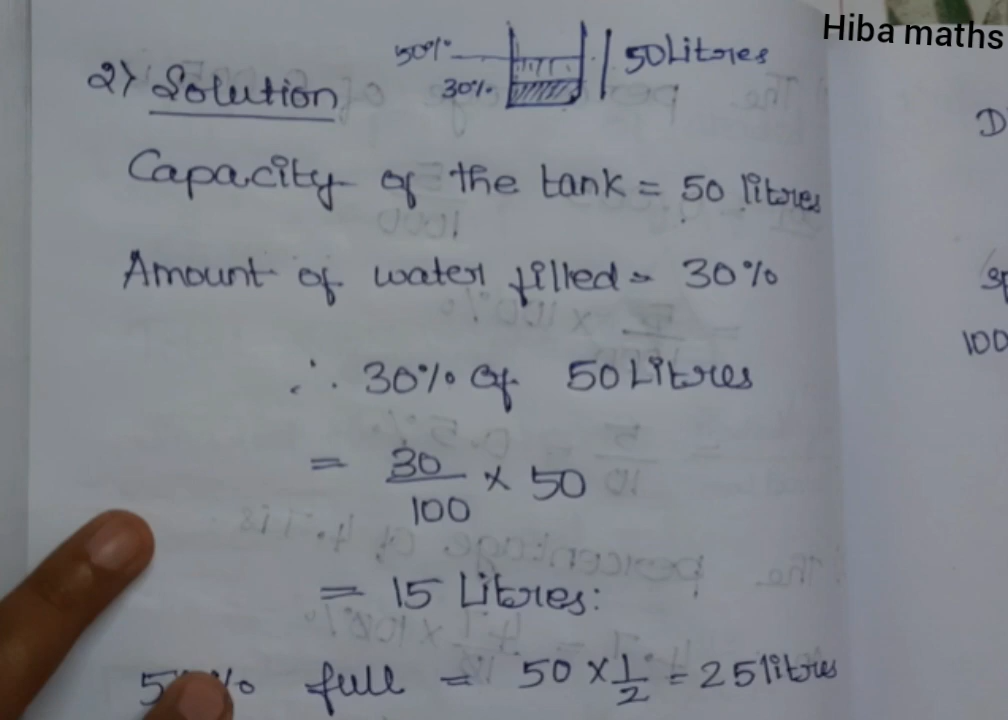 Hiba maths
50% 50 Litres
2) Solution 30%
Capacity of the tank = 50 litres
Amount of water filled = 30%
∴ 30% of 50 Litres
= 30/100 × 50
= 15 Litres:
full = 50 × 1/2 = 25 litres
100